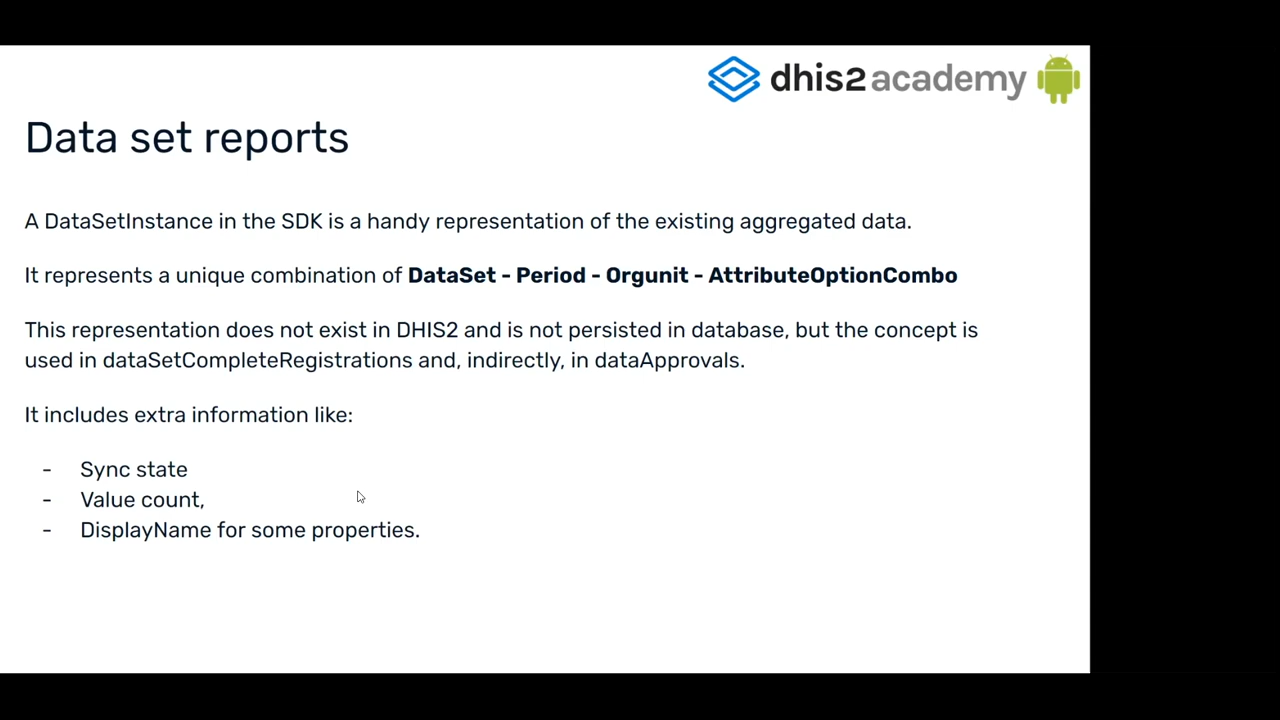 dhis2 academy
Data set reports
A DataSetInstance in the SDK is a handy representation of the existing aggregated data.
It represents a unique combination of DataSet - Period - Orgunit - AttributeOptionCombo
This representation does not exist in DHIS2 and is not persisted in database, but the concept is
used in dataSetCompleteRegistrations and, indirectly, in dataApprovals.
It includes extra information like:
- Sync state
- Value count,
- DisplayName for some properties.